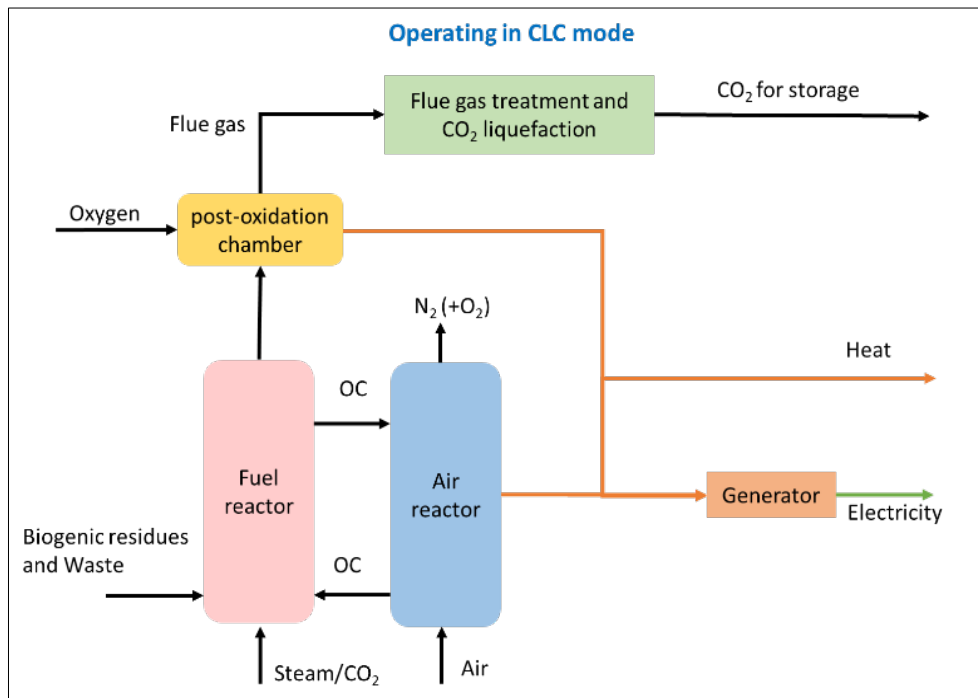 Operating in CLC mode
Flue gas treatment and
CO₂ liquefaction
CO₂ for storage
Flue gas
Oxygen
post-oxidation
chamber
N₂ (+O₂)
Heat
OC
Fuel
reactor
Air
reactor
Generator
Electricity
Biogenic residues
and Waste
OC
Steam/CO₂
Air